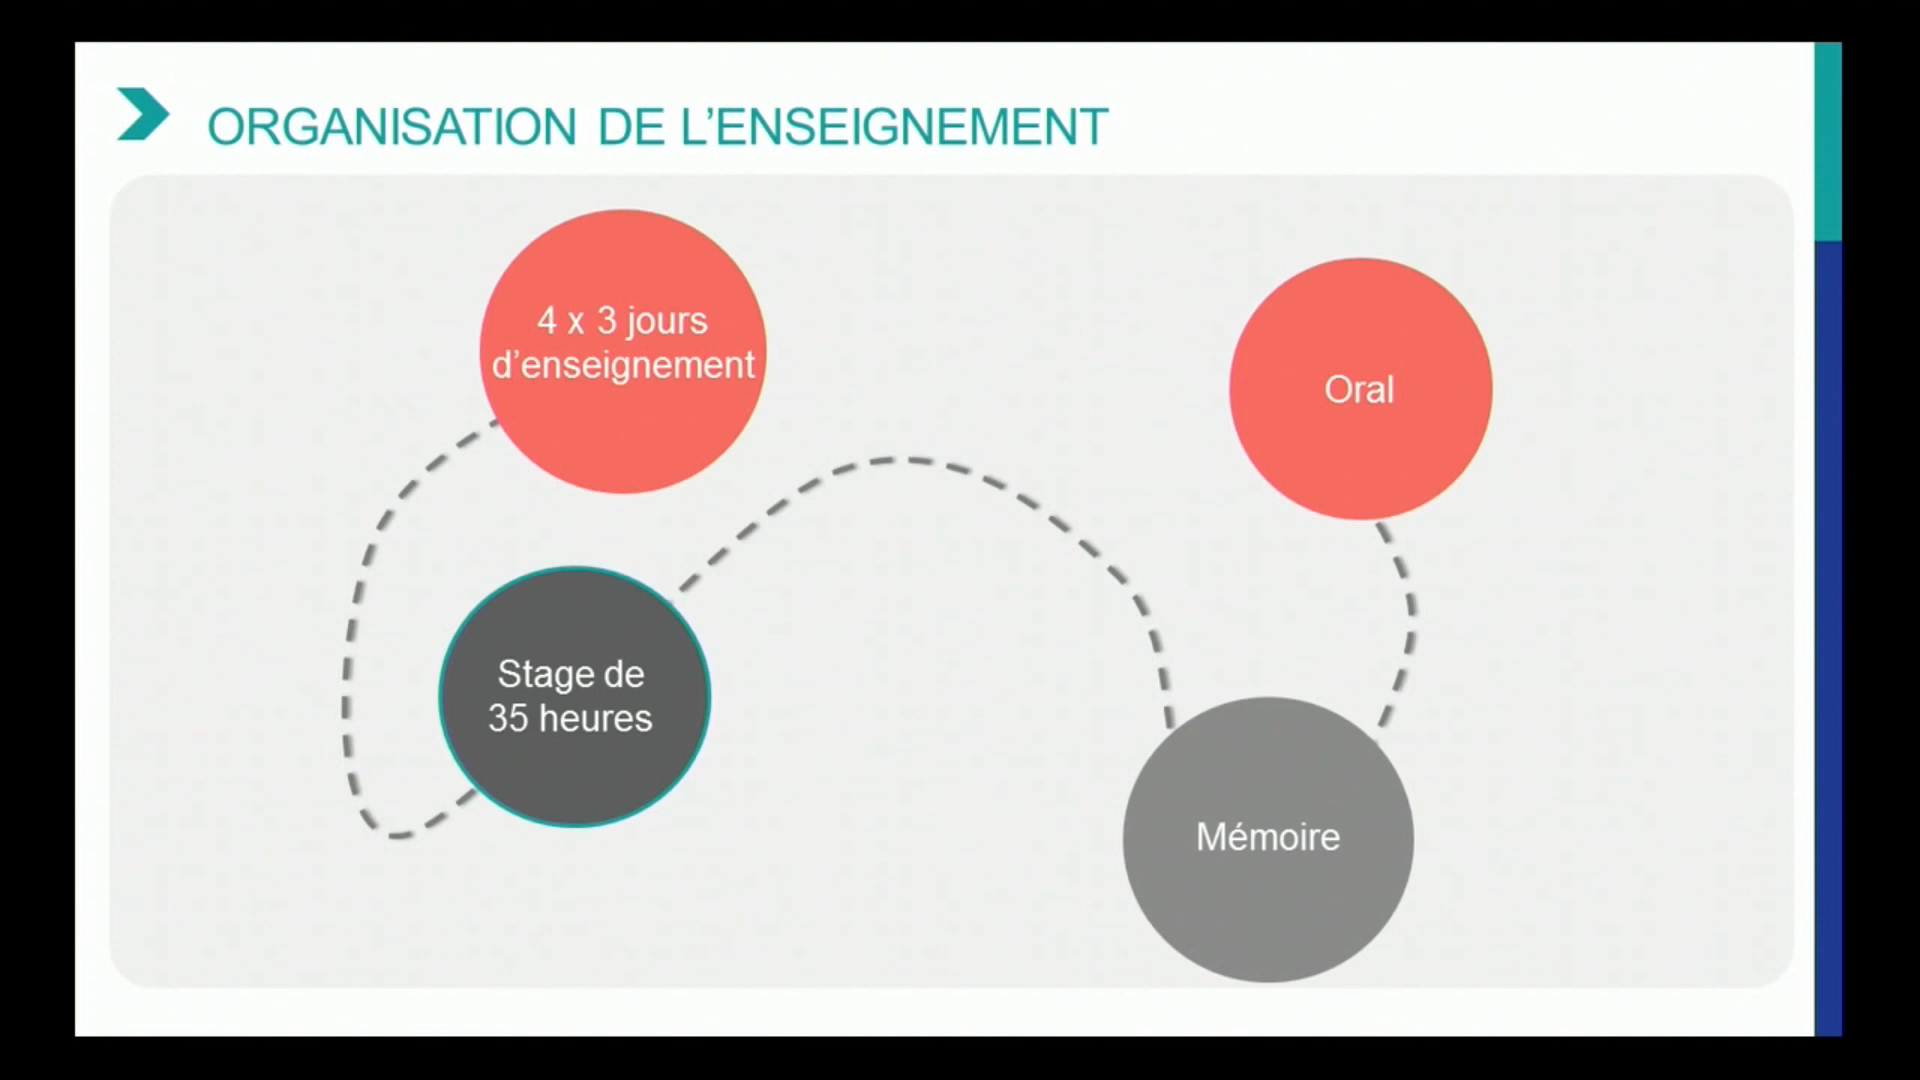 ORGANISATION DE L’ENSEIGNEMENT
4 x 3 jours
d’enseignement
Oral
Stage de
35 heures
Mémoire